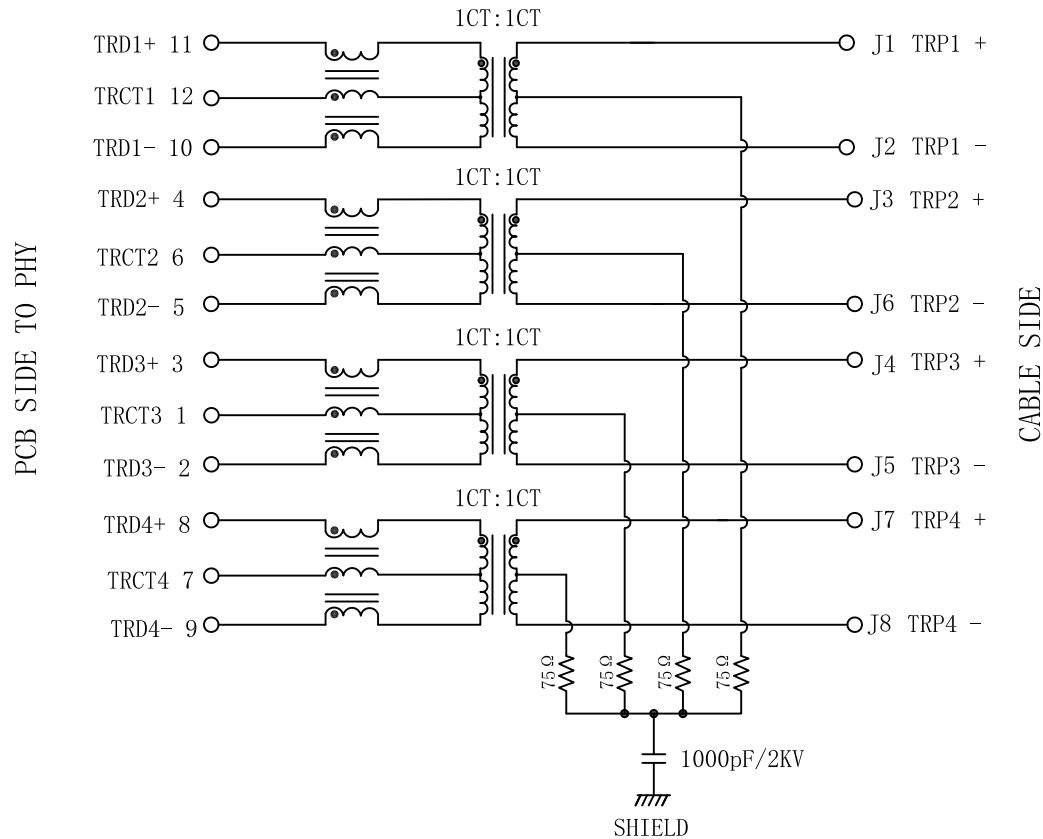 1CT:1CT
TRD1+ 11
J1 TRP1 +
TRCT1 12
TRD1- 10
J2 TRP1 -
1CT:1CT
TRD2+ 4
J3 TRP2 +
TRCT2 6
TRD2- 5
J6 TRP2 -
PCB SIDE TO PHY
CABLE SIDE
1CT:1CT
TRD3+ 3
J4 TRP3 +
TRCT3 1
TRD3- 2
J5 TRP3 -
1CT:1CT
TRD4+ 8
J7 TRP4 +
TRCT4 7
TRD4- 9
J8 TRP4 -
75Ω
75Ω
75Ω
75Ω
1000pF/2KV
SHIELD